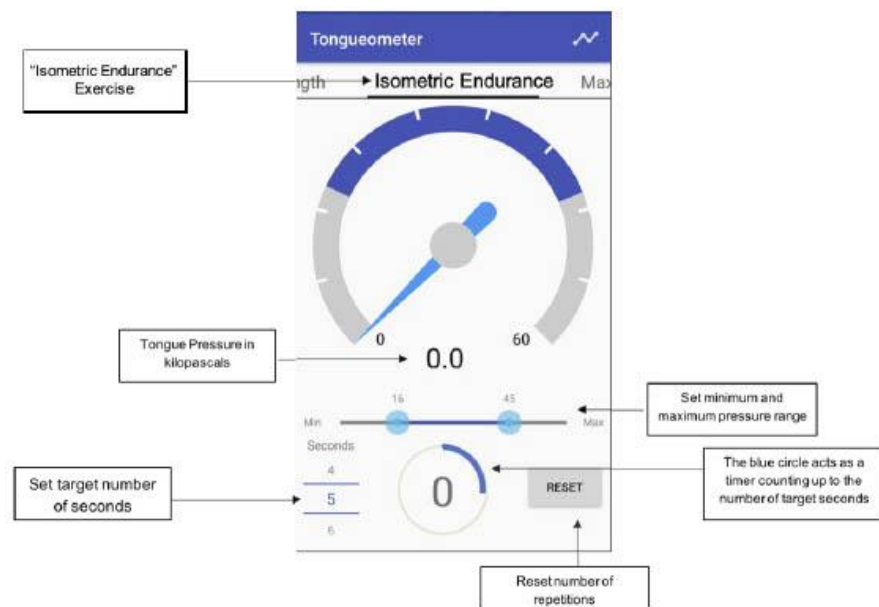 Tongueometer
"Isometric Endurance"
Exercise
ngth
Isometric Endurance
Max
0
60
0.0
Tongue Pressure in
kilopascals
16
45
Min
Max
Set minimum and
maximum pressure range
Seconds
4
5
6
Set target number
of seconds
0
RESET
The blue circle acts as a
timer counting up to the
number of target seconds
Reset number of
repetitions